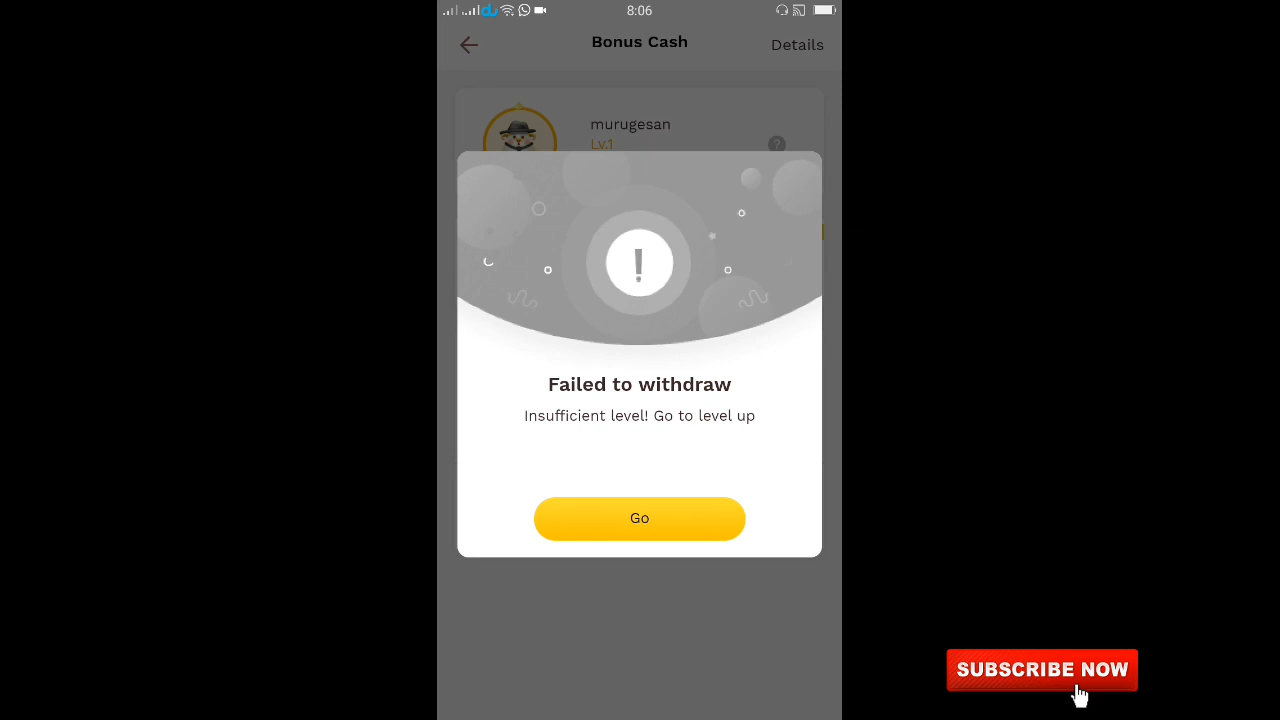 8:06
Bonus Cash
Details
murugesan
Lv.1
?
!
Failed to withdraw
Insufficient level! Go to level up
Go
SUBSCRIBE NOW